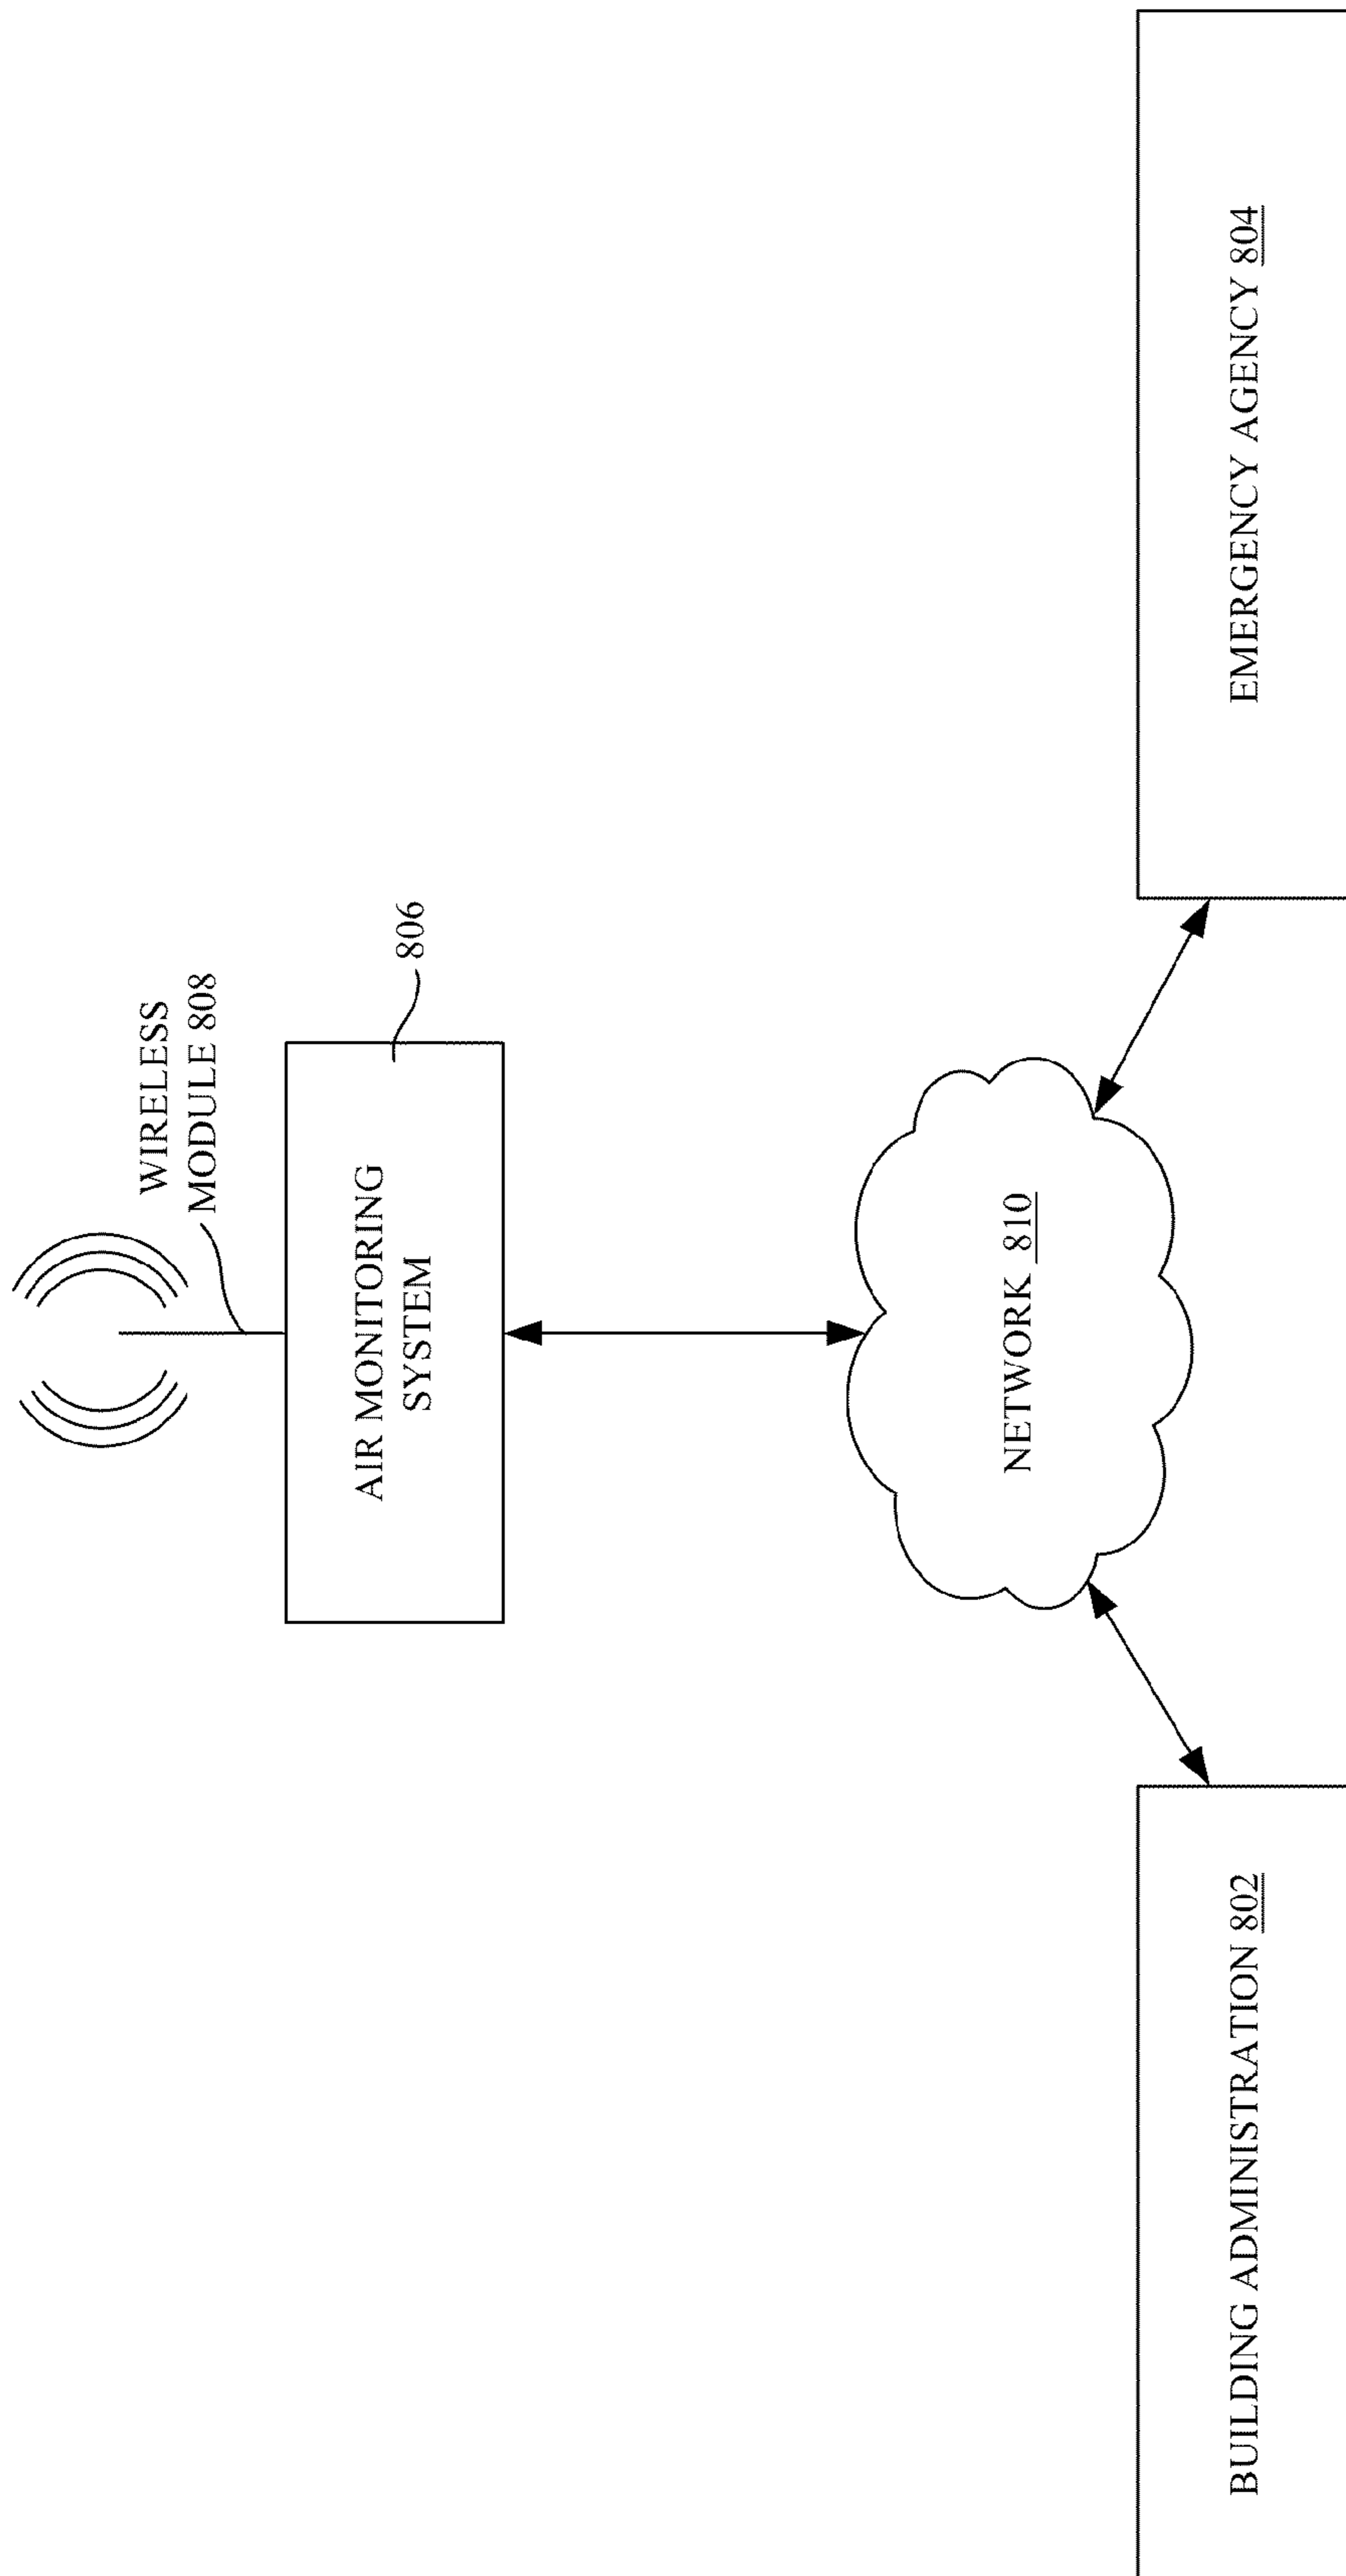 WIRELESS
MODULE 808
806
AIR MONITORING
SYSTEM
NETWORK 810
BUILDING ADMINISTRATION 802
EMERGENCY AGENCY 804